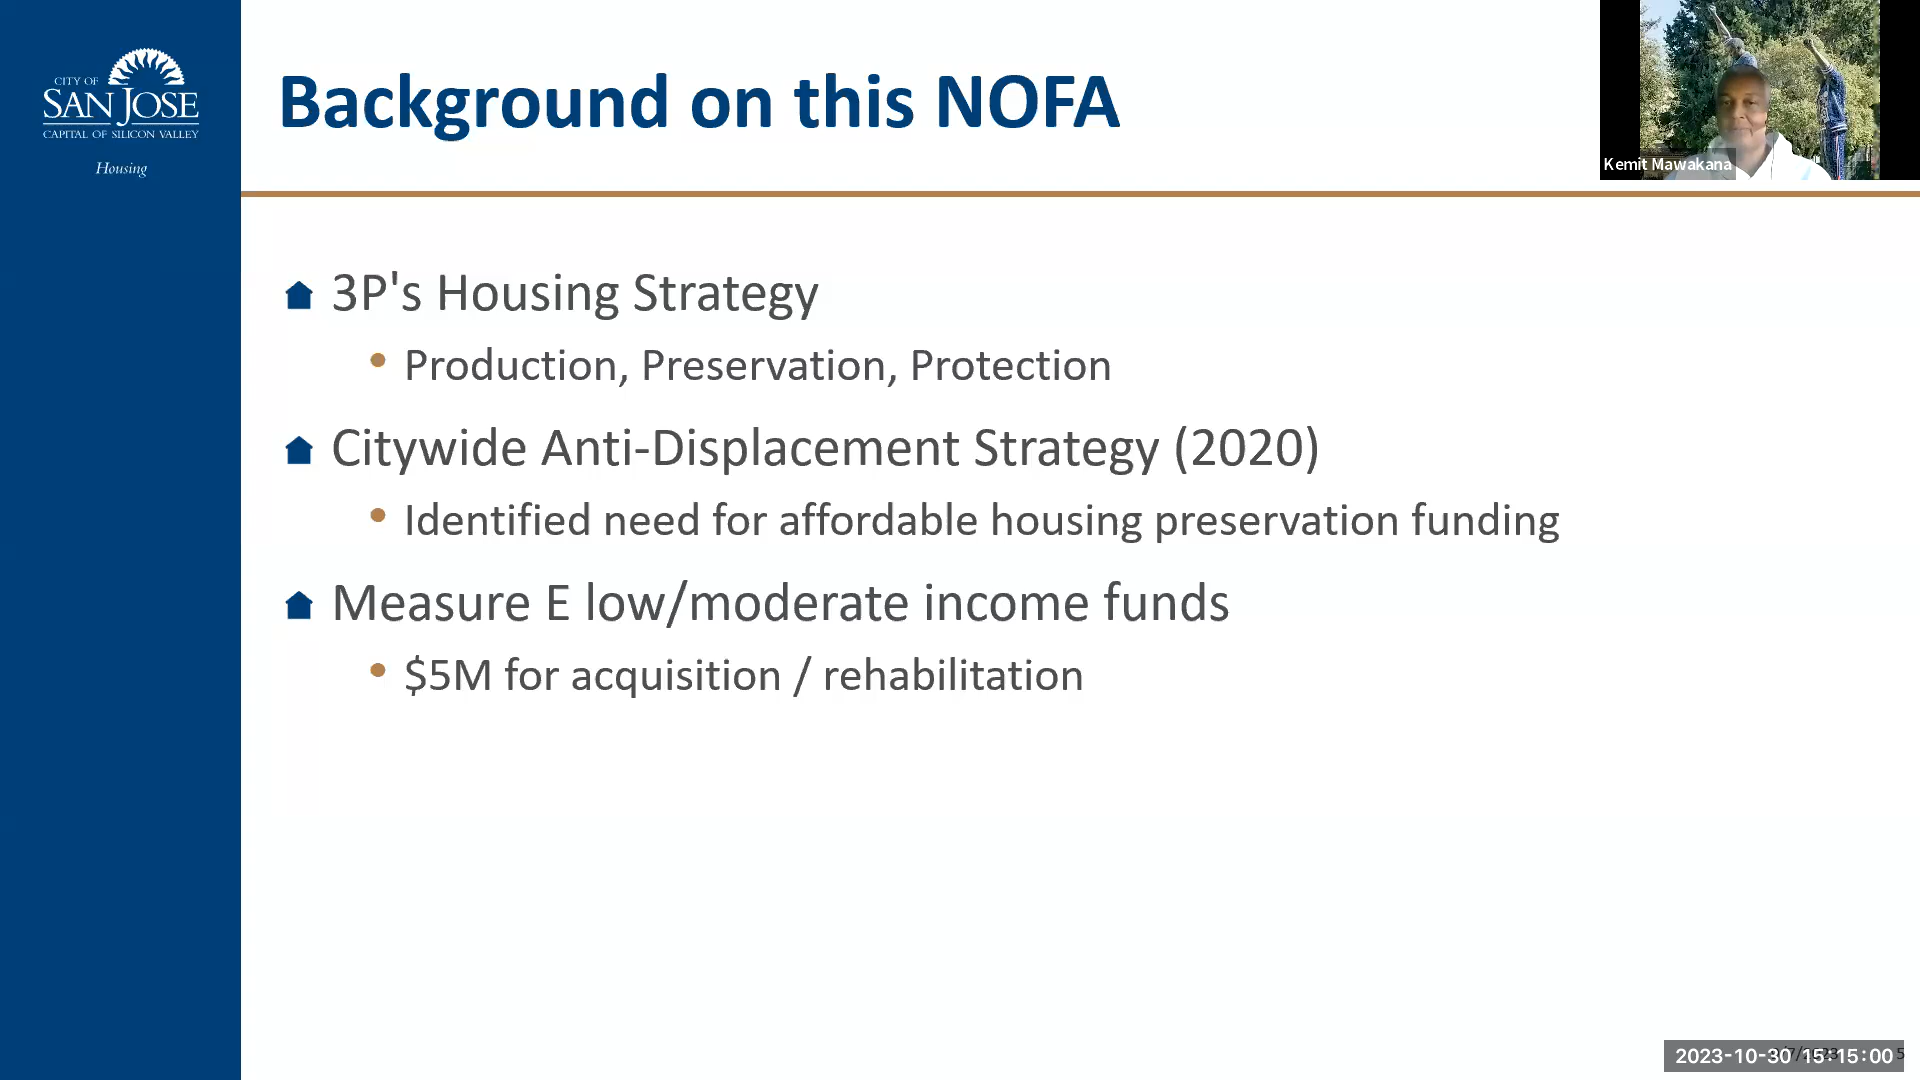 CITY OF
SAN JOSE
CAPITAL OF SILICON VALLEY
Housing
Background on this NOFA
Kemit Mawakana
3P's Housing Strategy
Production, Preservation, Protection
Citywide Anti-Displacement Strategy (2020)
Identified need for affordable housing preservation funding
Measure E low/moderate income funds
$5M for acquisition / rehabilitation
2023-10-30 15:15:00
5